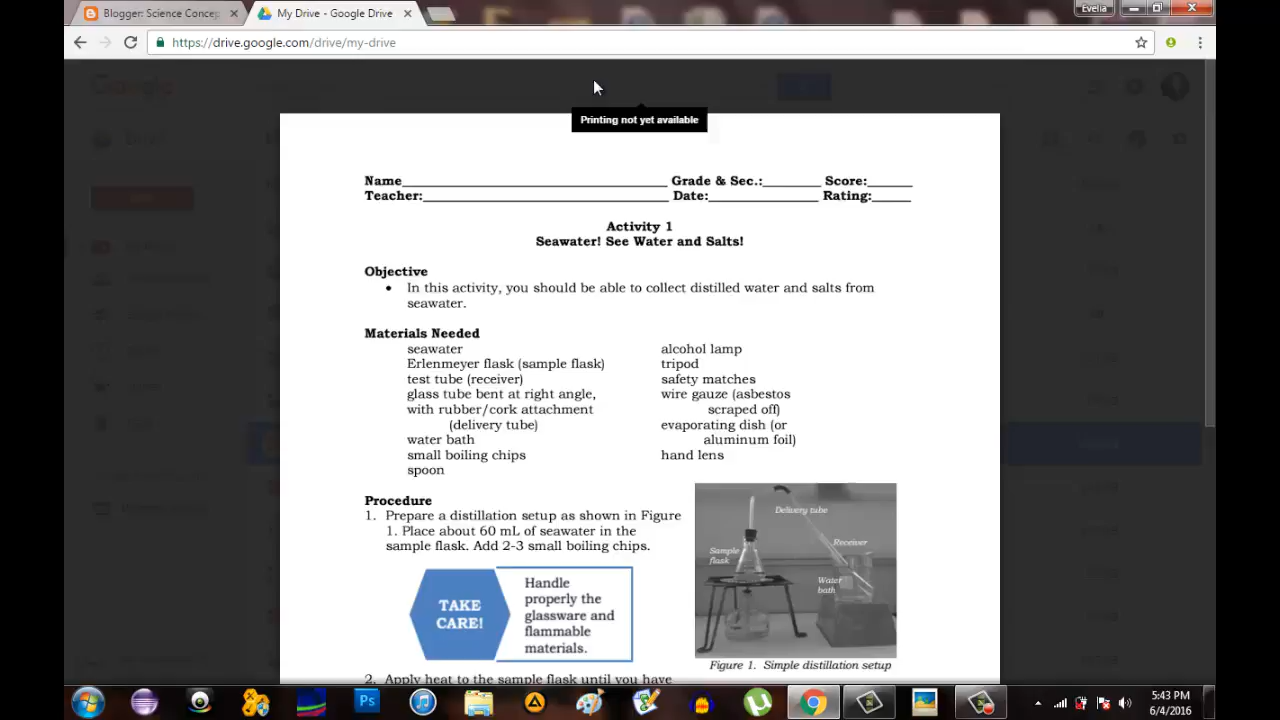 Blogger: Science Concep
My Drive - Google Drive
Evelia
https://drive.google.com/drive/my-drive
Printing not yet available
Name__________________________________ Grade & Sec.:________ Score:______
Teacher:________________________________ Date:______________ Rating:_____
Activity 1
Seawater! See Water and Salts!
Objective
• In this activity, you should be able to collect distilled water and salts from
seawater.
Materials Needed
seawater
Erlenmeyer flask (sample flask)
test tube (receiver)
glass tube bent at right angle,
with rubber/cork attachment
(delivery tube)
water bath
small boiling chips
spoon
alcohol lamp
tripod
safety matches
wire gauze (asbestos
scraped off)
evaporating dish (or
aluminum foil)
hand lens
Procedure
1. Prepare a distillation setup as shown in Figure
1. Place about 60 mL of seawater in the
sample flask. Add 2-3 small boiling chips.
TAKE
CARE!
Handle
properly the
glassware and
flammable
materials.
Delivery tube
Receiver
Sample
flask
Water
bath
Figure 1. Simple distillation setup
2. Apply heat to the sample flask until you have
Ps
5:43 PM
6/4/2016